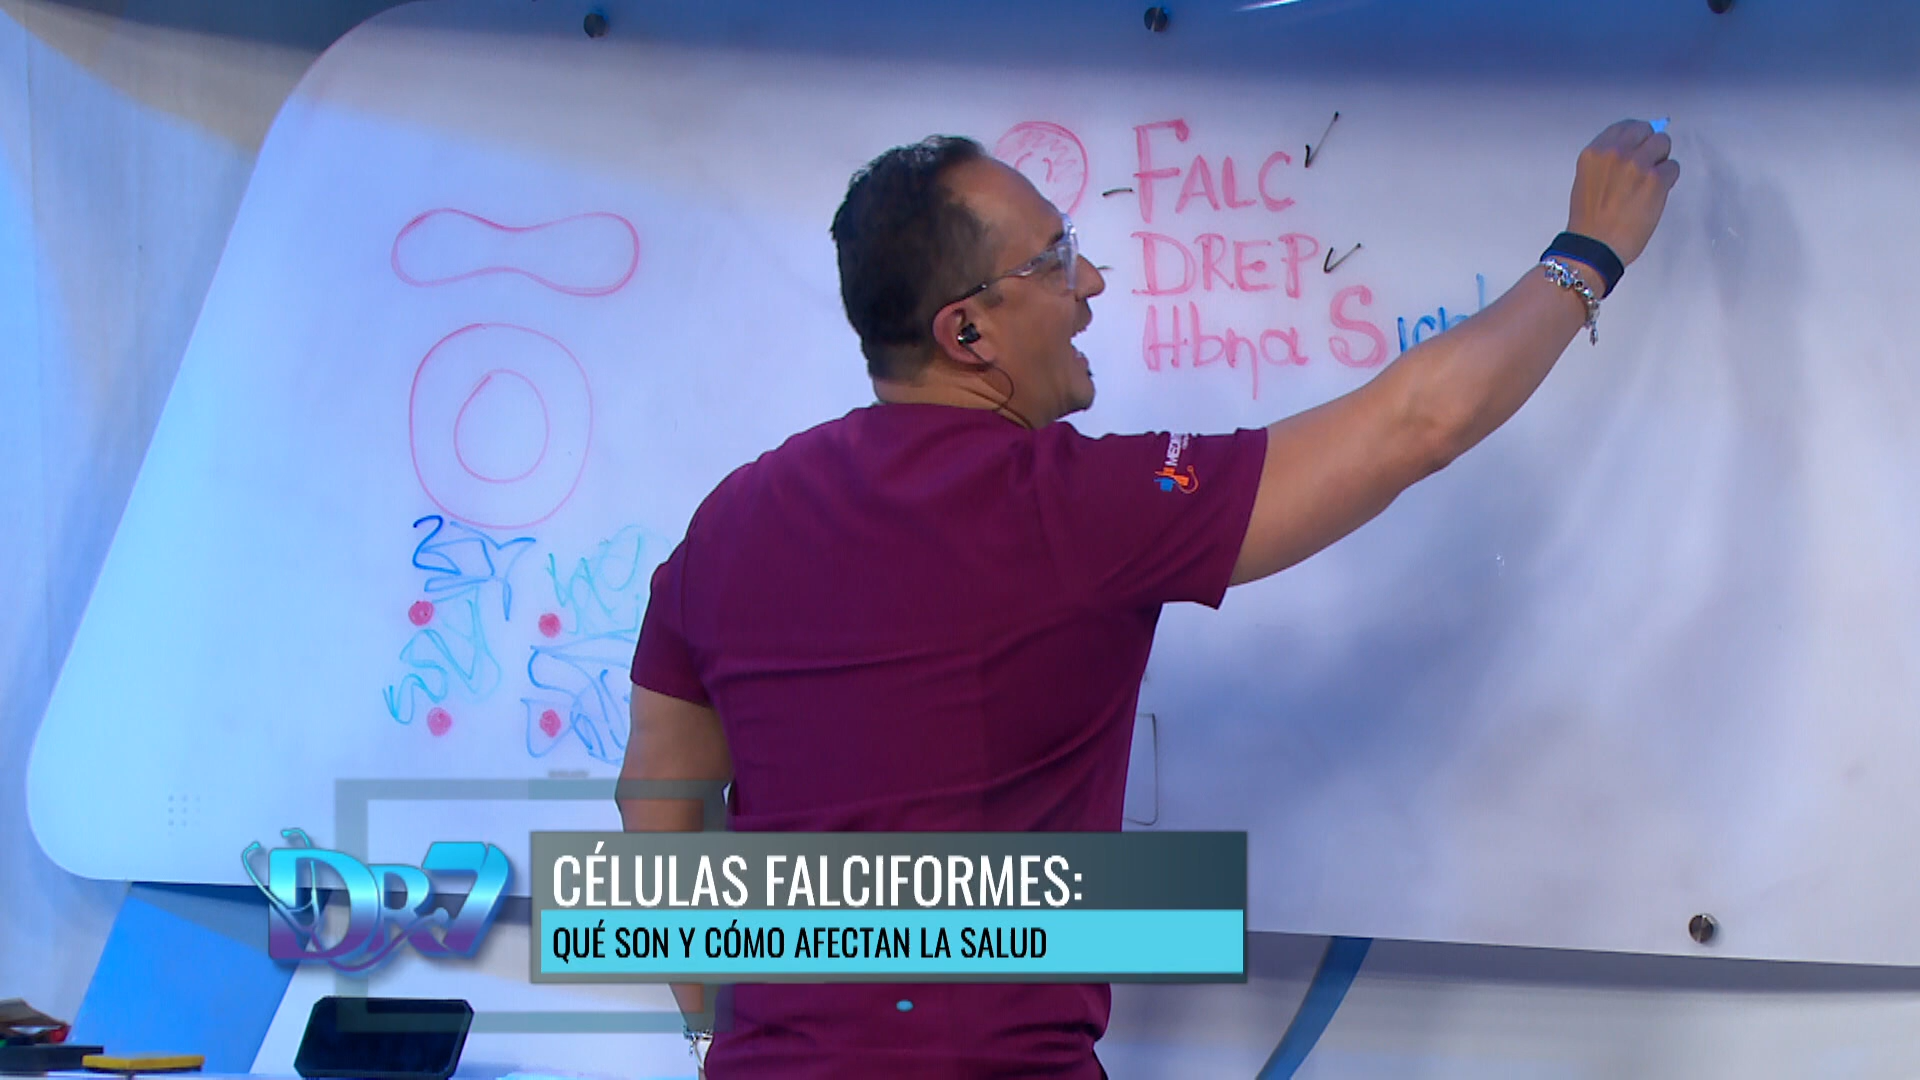 -FALC
-DREP
Hbna S
DR7
CÉLULAS FALCIFORMES:
QUÉ SON Y CÓMO AFECTAN LA SALUD